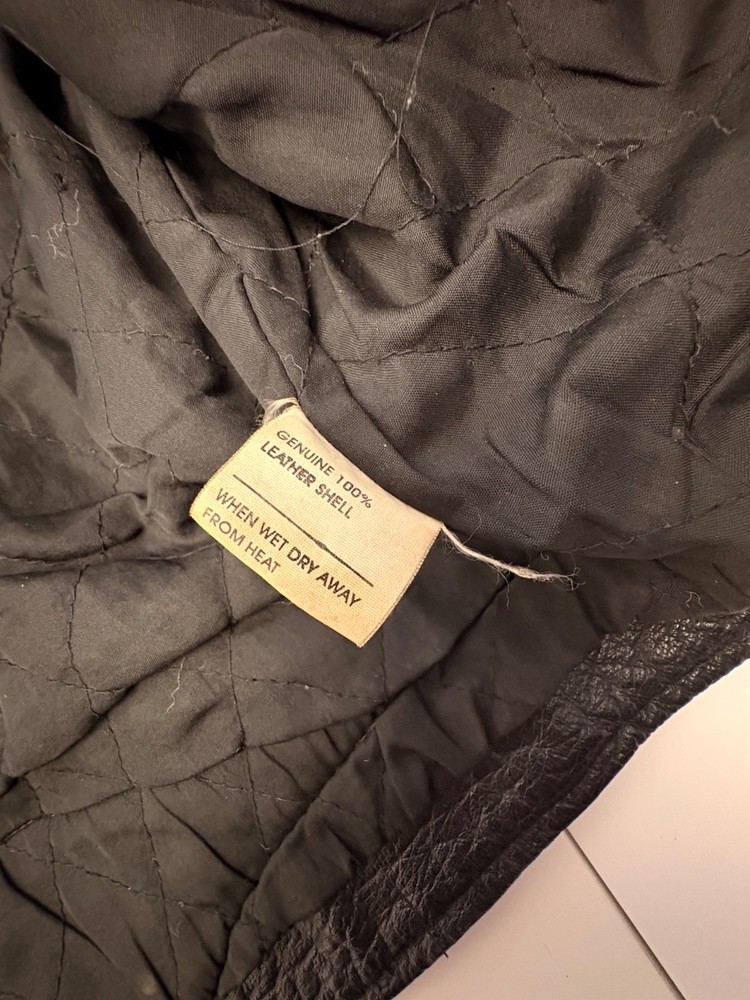 GENUINE 100%
LEATHER SHELL
WHEN WET DRY AWAY
FROM HEAT